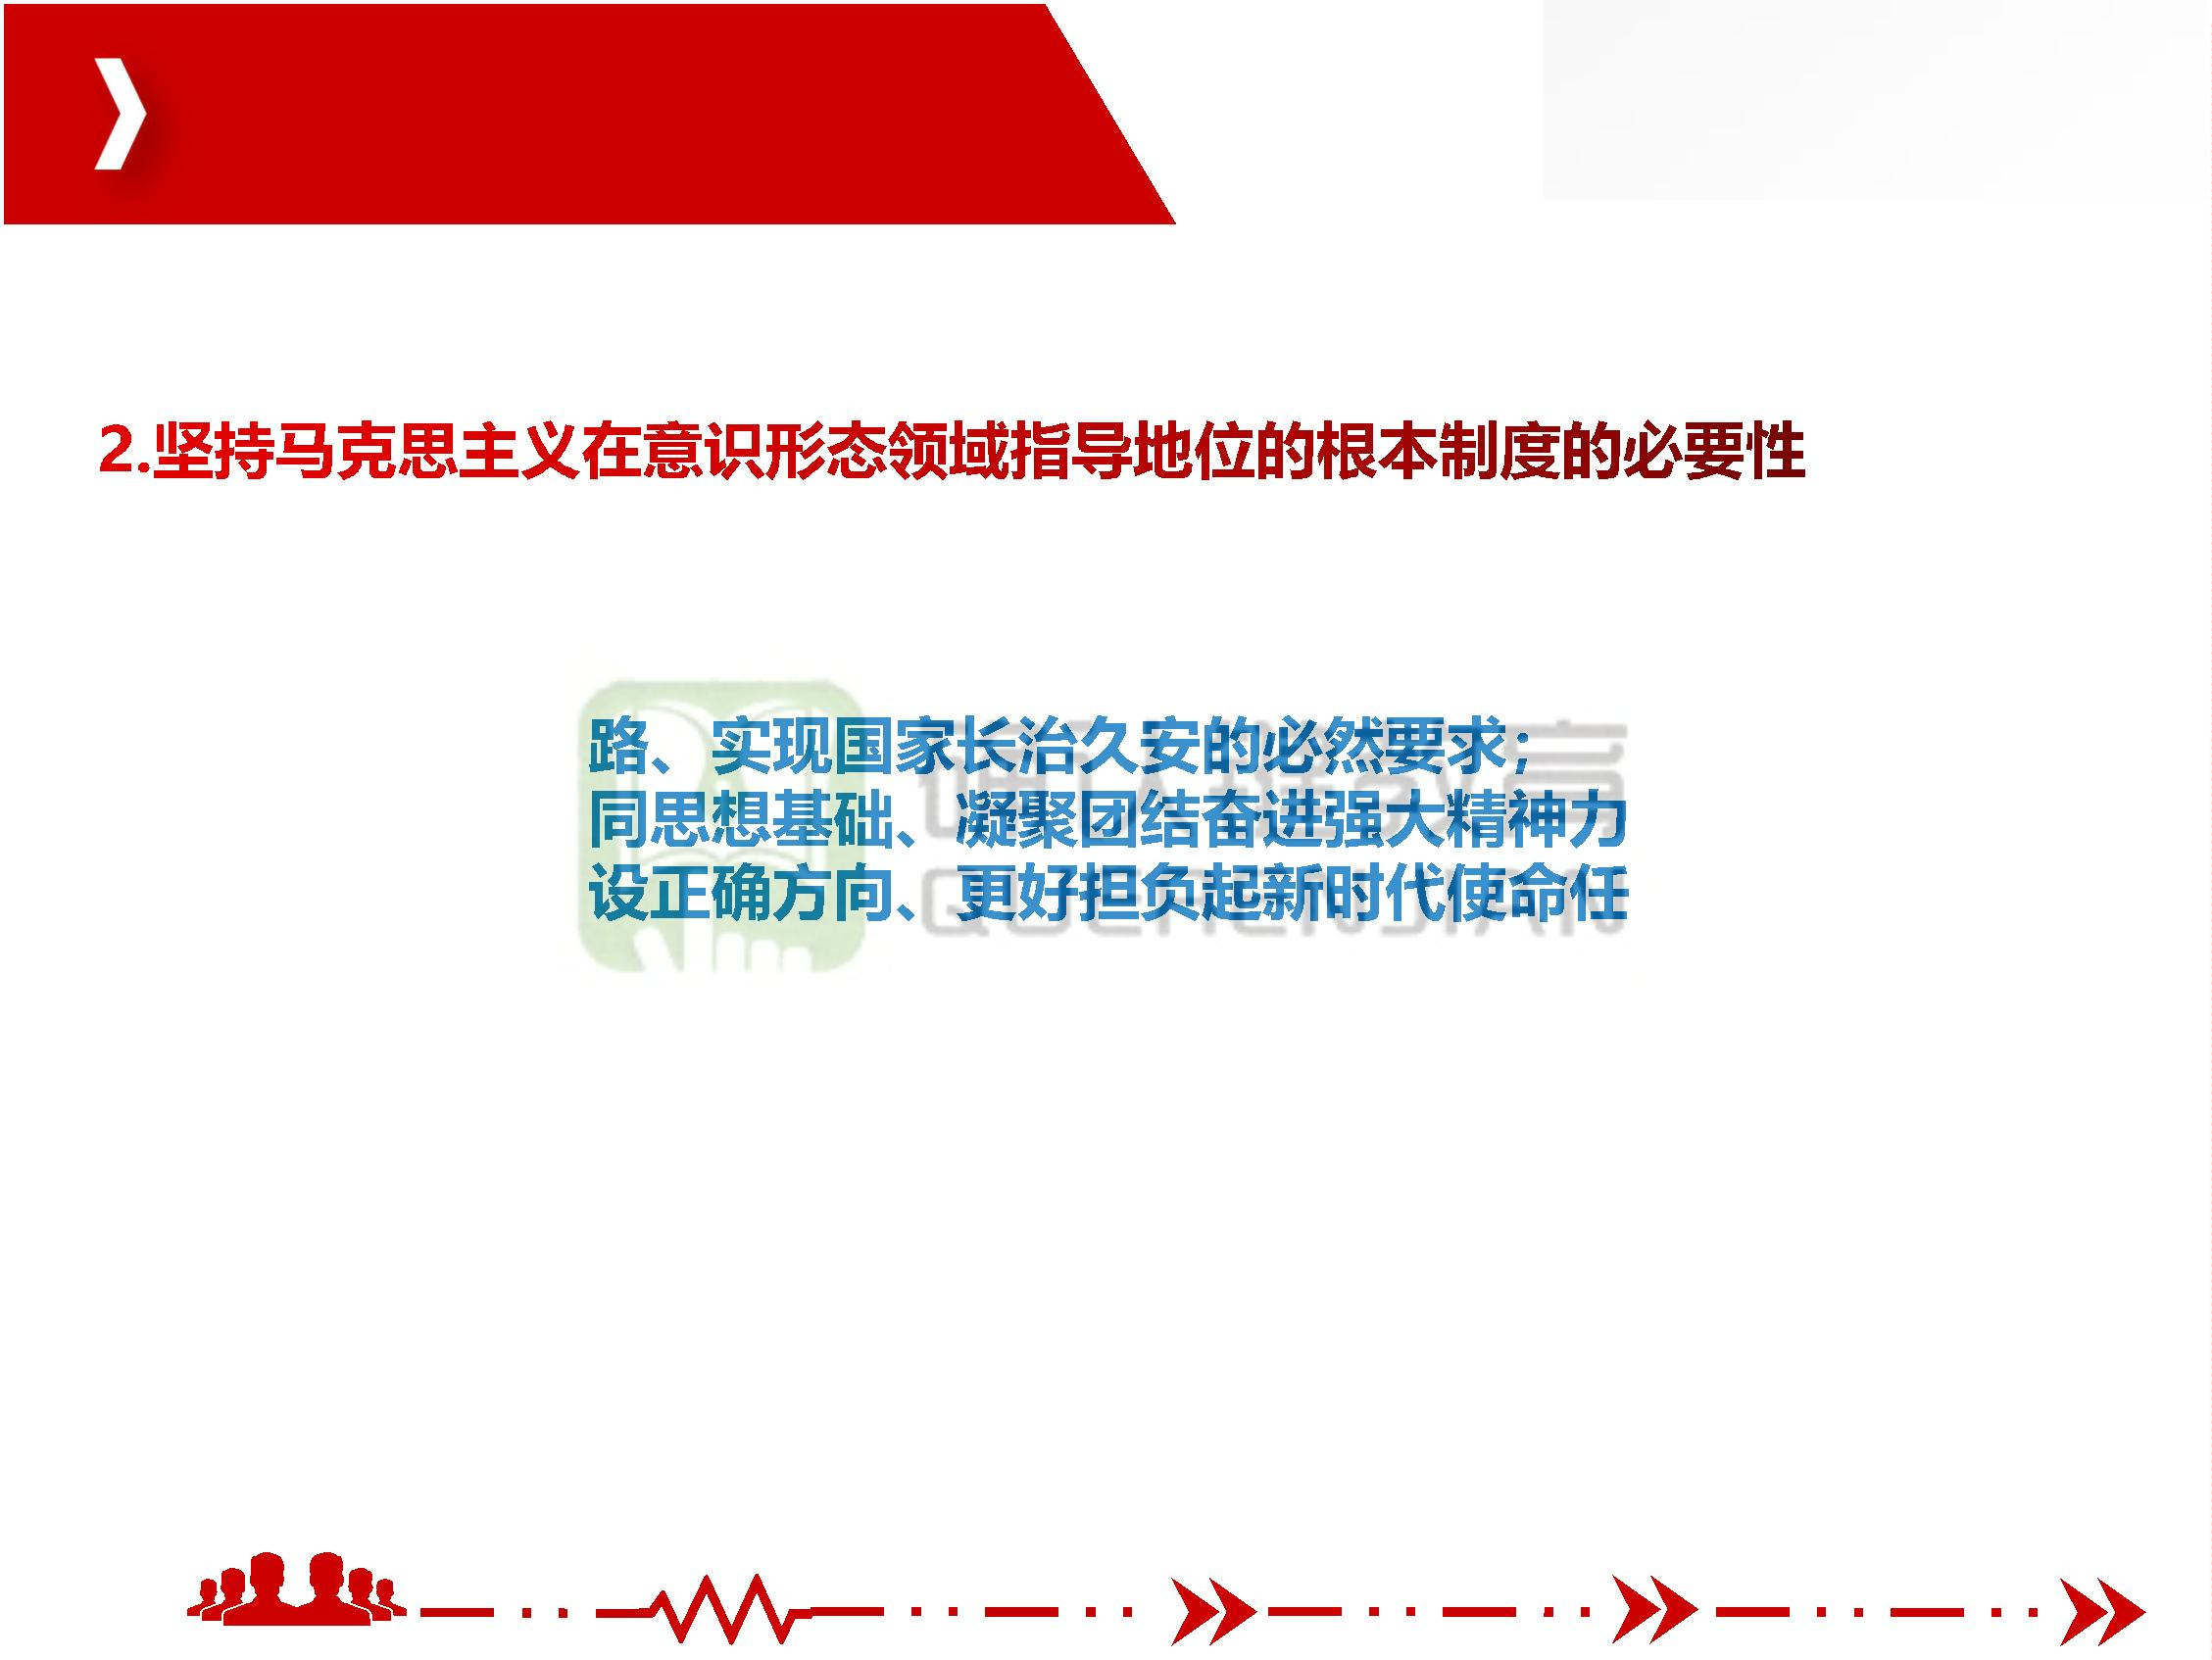 2.坚持马克思主义在意识形态领域指导地位的根本制度的必要性
路、实现国家长治久安的必然要求；
同思想基础、凝聚团结奋进强大精神力
设正确方向、更好担负起新时代使命任